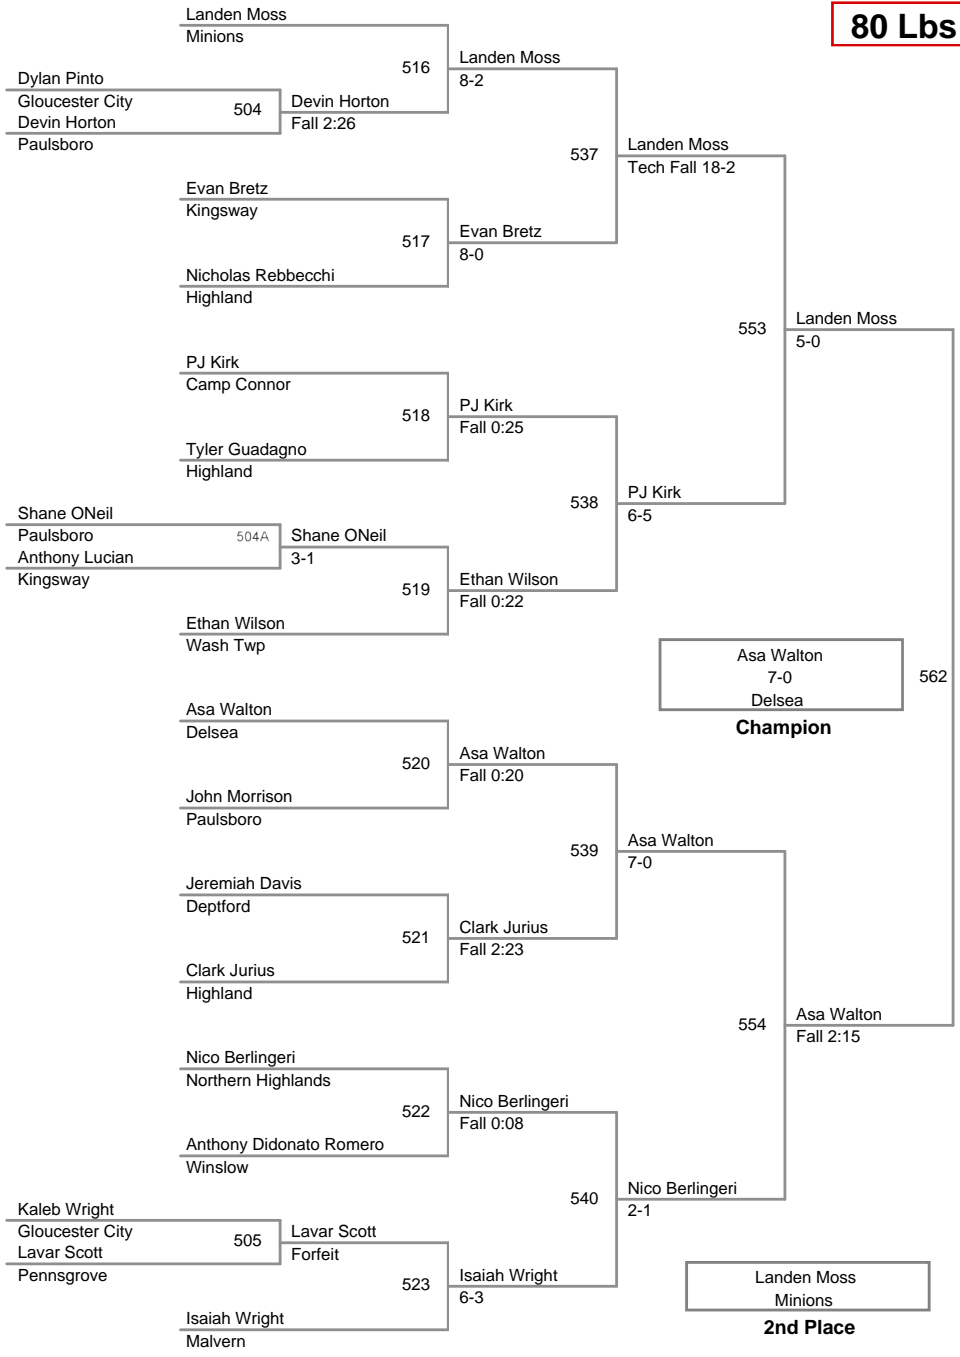 80 Lbs
Landen Moss
Minions
516
Landen Moss
8-2
Dylan Pinto
Gloucester City
504
Devin Horton
Fall 2:26
Devin Horton
Paulsboro
537
Landen Moss
Tech Fall 18-2
Evan Bretz
Kingsway
517
Evan Bretz
8-0
Nicholas Rebbecchi
Highland
553
Landen Moss
5-0
PJ Kirk
Camp Connor
518
PJ Kirk
Fall 0:25
Tyler Guadagno
Highland
538
PJ Kirk
6-5
Shane ONeil
Paulsboro
504A
Shane ONeil
3-1
Anthony Lucian
Kingsway
519
Ethan Wilson
Fall 0:22
Ethan Wilson
Wash Twp
Asa Walton
7-0
Delsea
Champion
562
Asa Walton
Delsea
520
Asa Walton
Fall 0:20
John Morrison
Paulsboro
539
Asa Walton
7-0
Jeremiah Davis
Deptford
521
Clark Jurius
Fall 2:23
Clark Jurius
Highland
554
Asa Walton
Fall 2:15
Nico Berlingeri
Northern Highlands
522
Nico Berlingeri
Fall 0:08
Anthony Didonato Romero
Winslow
540
Nico Berlingeri
2-1
Kaleb Wright
Gloucester City
505
Lavar Scott
Forfeit
Lavar Scott
Pennsgrove
523
Isaiah Wright
6-3
Isaiah Wright
Malvern
Landen Moss
Minions
2nd Place